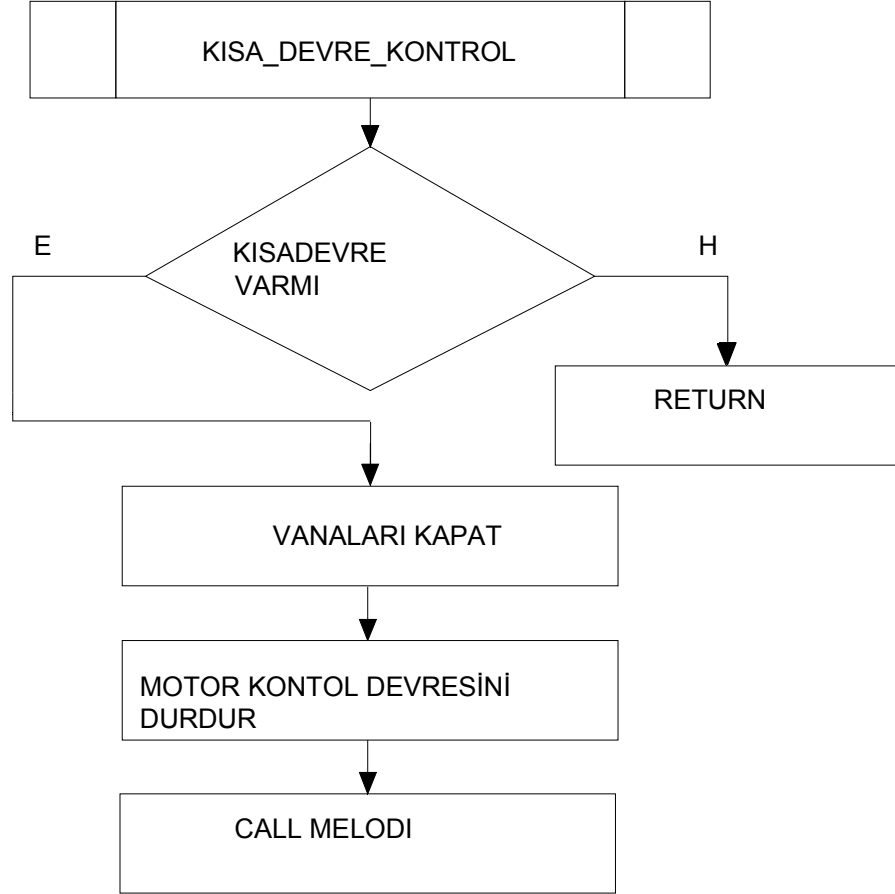 KISA_DEVRE_KONTROL
E
KISADEVRE
VARMI
H
RETURN
VANALARI KAPAT
MOTOR KONTOL DEVRESİNİ
DURDUR
CALL MELODI